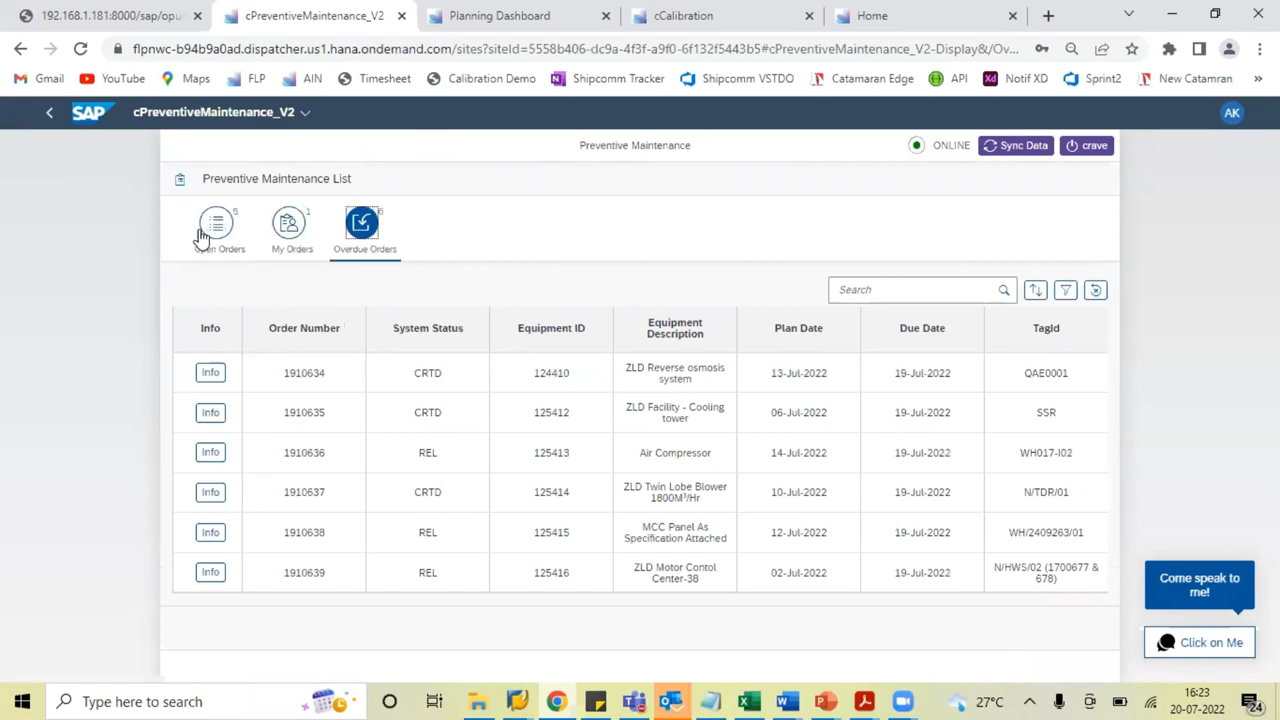 192.168.1.181:8000/sap/opu
cPreventiveMaintenance_V2
Planning Dashboard
cCalibration
Home
flpnwc-b94b9a0ad.dispatcher.us1.hana.ondemand.com/sites?siteId=5558b406-dc9a-4f3f-a9f0-6f132f5443b5#cPreventiveMaintenance_V2-Display&/Ov...
Gmail
YouTube
Maps
FLP
AIN
Timesheet
Calibration Demo
Shipcomm Tracker
Shipcomm VSTDO
Catamaran Edge
API
Notif XD
Sprint2
New Catamran
SAP
cPreventiveMaintenance_V2
AK
Preventive Maintenance
ONLINE
Sync Data
crave
Preventive Maintenance List
5
1
6
Open Orders
My Orders
Overdue Orders
Search
Info Order Number System Status Equipment ID Equipment Description Plan Date Due Date TagId
Info 1910634 CRTD 124410 ZLD Reverse osmosis system 13-Jul-2022 19-Jul-2022 QAE0001
Info 1910635 CRTD 125412 ZLD Facility - Cooling tower 06-Jul-2022 19-Jul-2022 SSR
Info 1910636 REL 125413 Air Compressor 14-Jul-2022 19-Jul-2022 WH017-I02
Info 1910637 CRTD 125414 ZLD Twin Lobe Blower 1800M³/Hr 10-Jul-2022 19-Jul-2022 N/TDR/01
Info 1910638 REL 125415 MCC Panel As Specification Attached 12-Jul-2022 19-Jul-2022 WH/2409263/01
Info 1910639 REL 125416 ZLD Motor Contol Center-38 02-Jul-2022 19-Jul-2022 N/HWS/02 (1700677 & 678)
Come speak to me!
Click on Me
Type here to search
27°C
16:23
20-07-2022
24